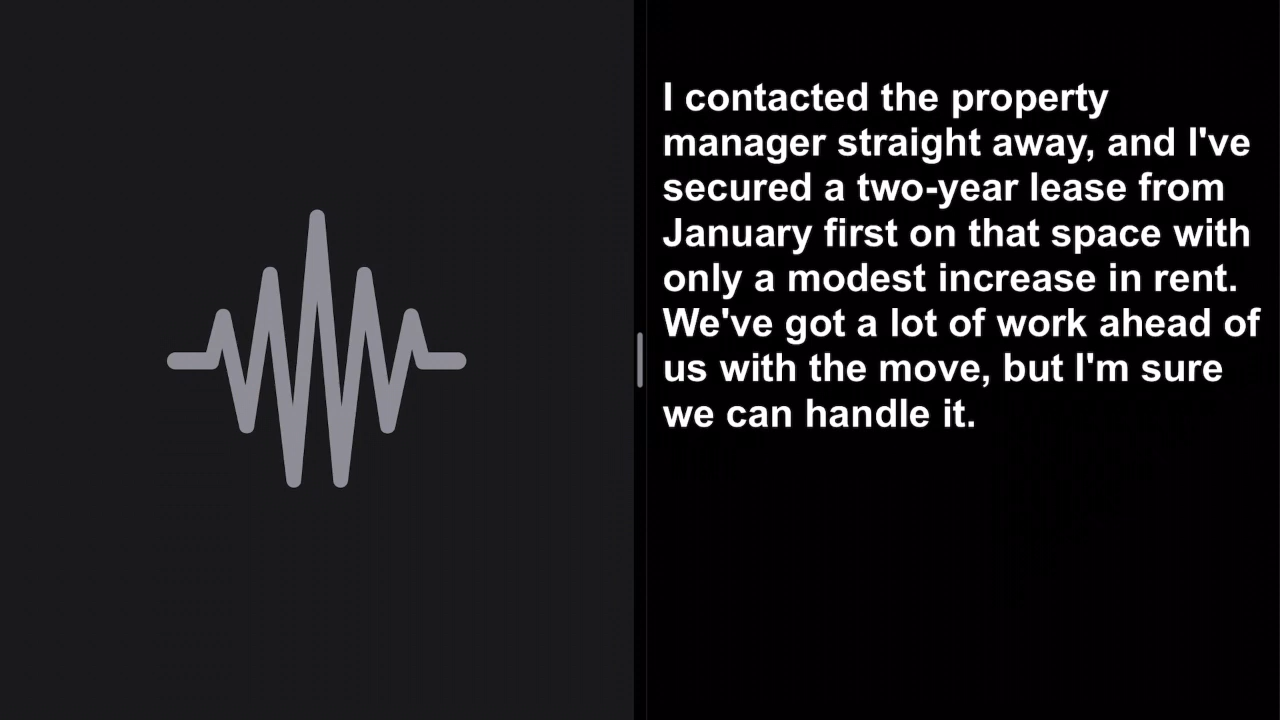 I contacted the property
manager straight away, and I've
secured a two-year lease from
January first on that space with
only a modest increase in rent.
We've got a lot of work ahead of
us with the move, but I'm sure
we can handle it.